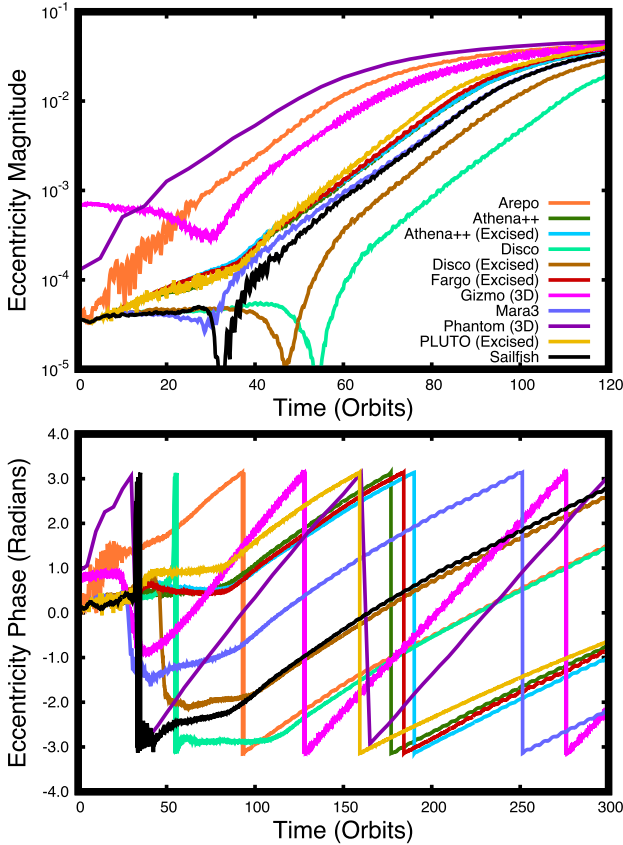 Eccentricity Magnitude
10^-1
10^-2
10^-3
10^-4
10^-5
Arepo
Athena++
Athena++ (Excised)
Disco
Disco (Excised)
Fargo (Excised)
Gizmo (3D)
Mara3
Phantom (3D)
PLUTO (Excised)
Sailfish
0 20 40 60 80 100 120
Time (Orbits)
Eccentricity Phase (Radians)
4.0
3.0
2.0
1.0
0.0
-1.0
-2.0
-3.0
-4.0
0 50 100 150 200 250 300
Time (Orbits)